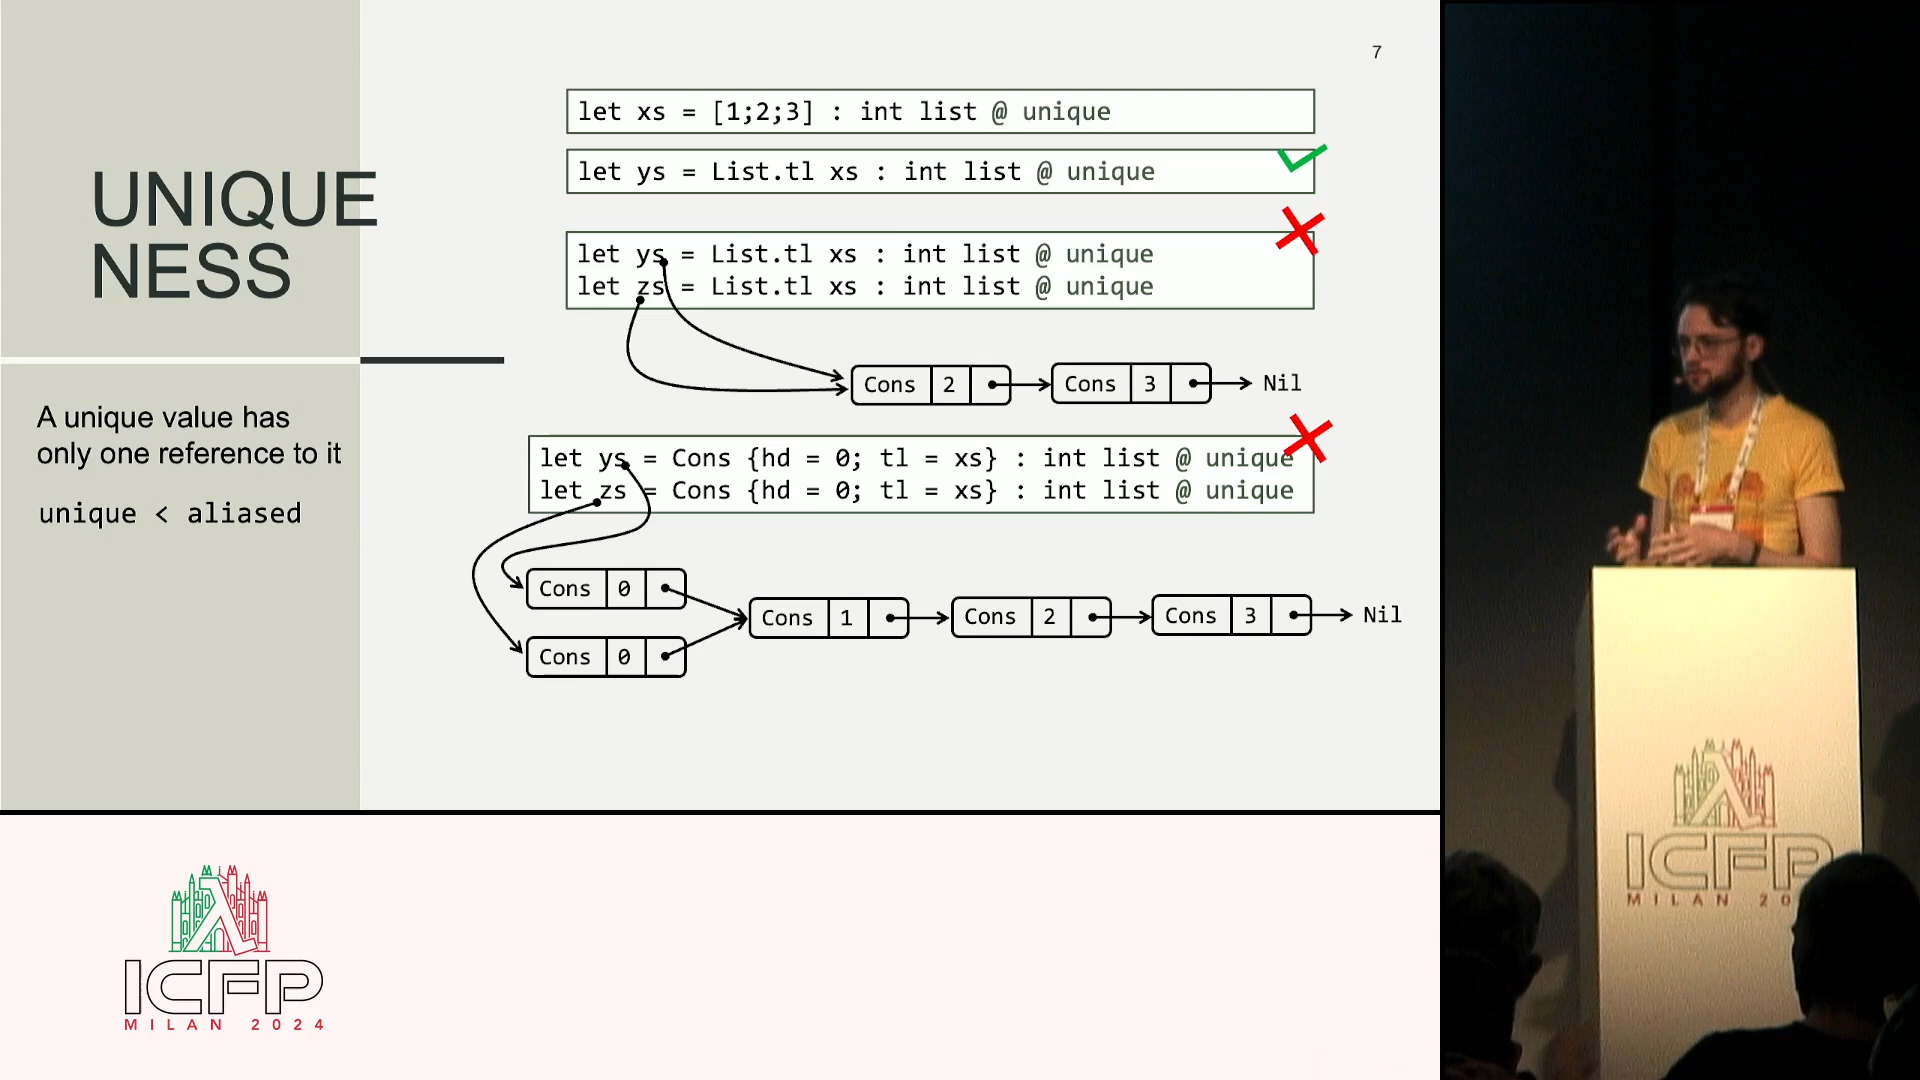 7
UNIQUE
NESS
A unique value has
only one reference to it
unique < aliased
let xs = [1;2;3] : int list @ unique
let ys = List.tl xs : int list @ unique
let ys = List.tl xs : int list @ unique
let zs = List.tl xs : int list @ unique
Cons 2 Cons 3 Nil
let ys = Cons {hd = 0; tl = xs} : int list @ unique
let zs = Cons {hd = 0; tl = xs} : int list @ unique
Cons 0
Cons 1 Cons 2 Cons 3 Nil
Cons 0
ICFP
MILAN 2024
ICFP
MILAN 20